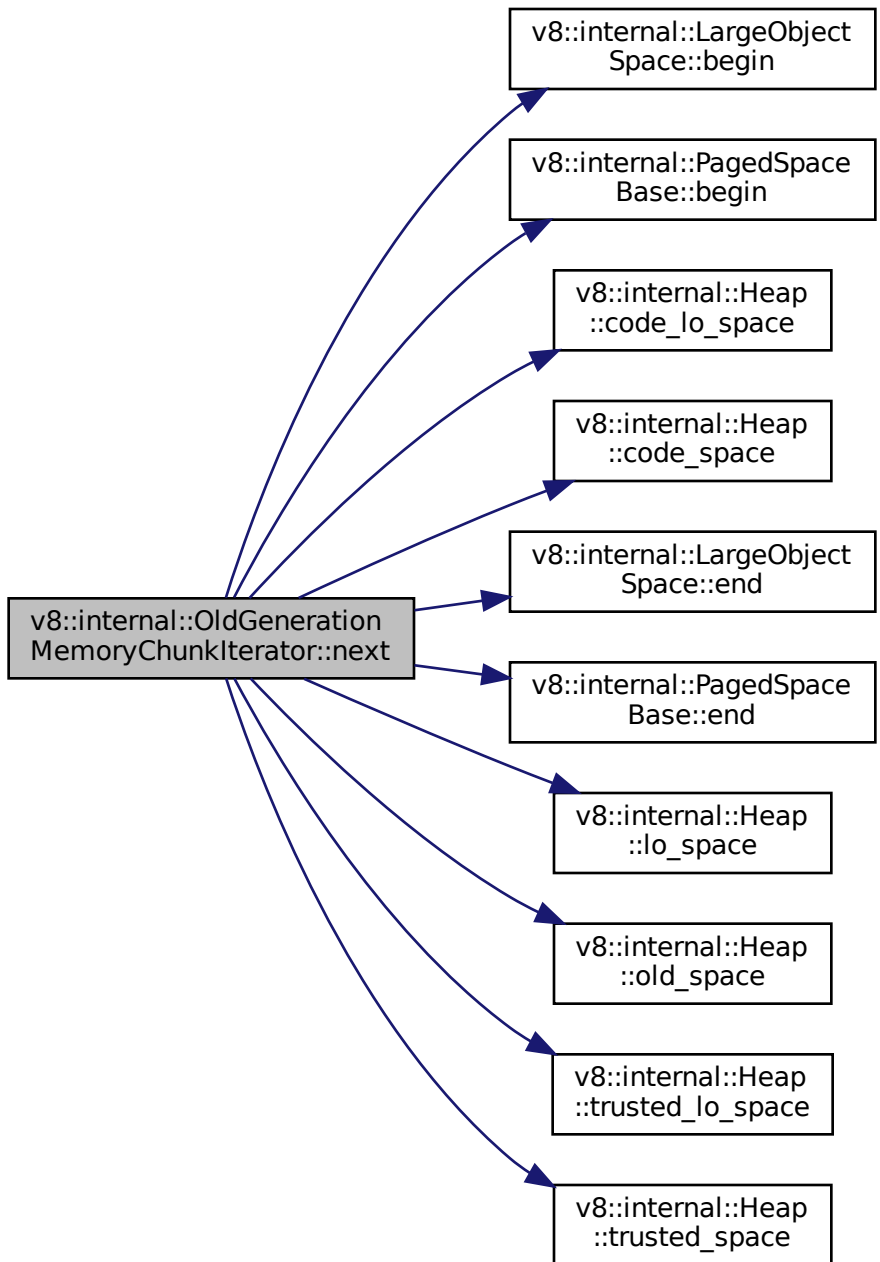 v8::internal::LargeObject
Space::begin
v8::internal::PagedSpace
Base::begin
v8::internal::Heap
::code_lo_space
v8::internal::Heap
::code_space
v8::internal::LargeObject
Space::end
v8::internal::OldGeneration
MemoryChunkIterator::next
v8::internal::PagedSpace
Base::end
v8::internal::Heap
::lo_space
v8::internal::Heap
::old_space
v8::internal::Heap
::trusted_lo_space
v8::internal::Heap
::trusted_space